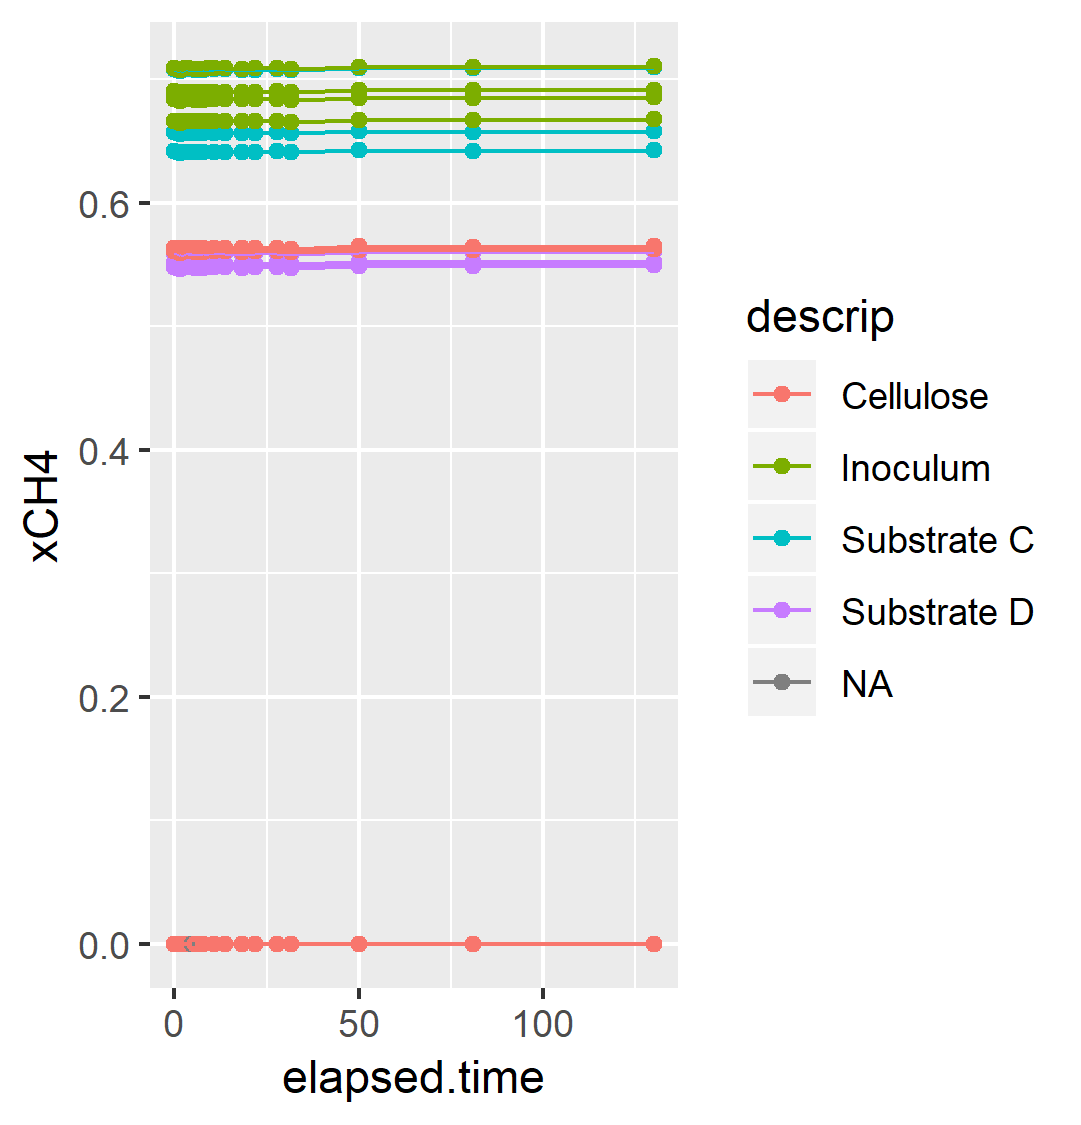 xCH4
0.6
0.4
0.2
0.0
0
50
100
elapsed.time
descrip
Cellulose
Inoculum
Substrate C
Substrate D
NA